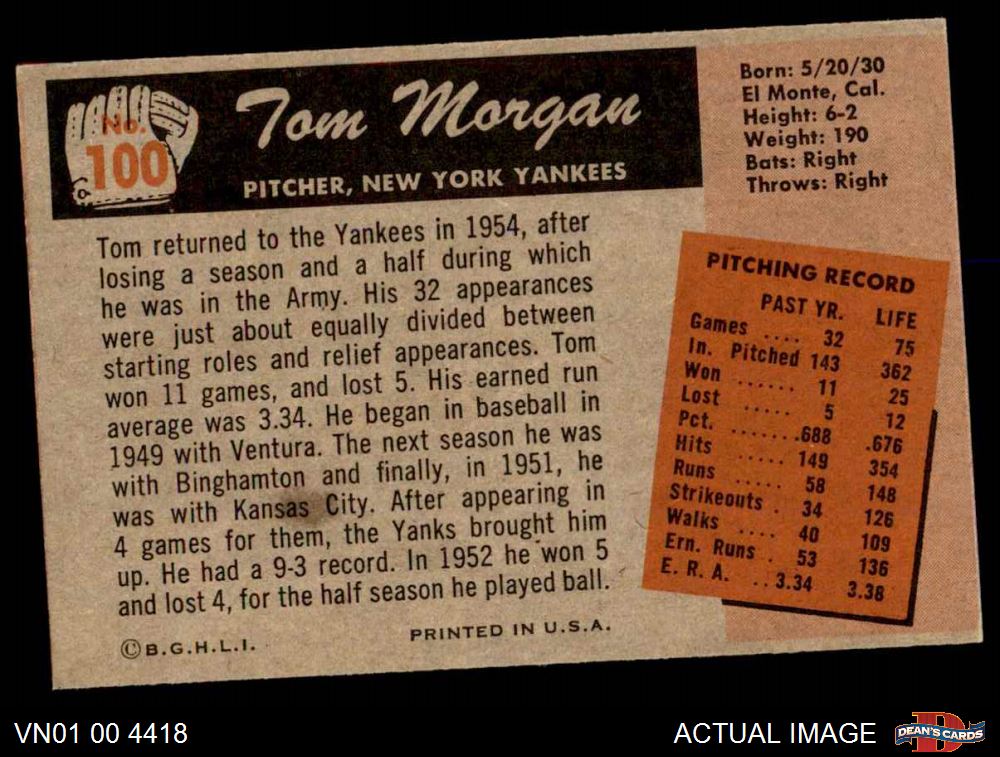 No.
100
Tom Morgan
PITCHER, NEW YORK YANKEES
Born: 5/20/30
El Monte, Cal.
Height: 6-2
Weight: 190
Bats: Right
Throws: Right
Tom returned to the Yankees in 1954, after
losing a season and a half during which
he was in the Army. His 32 appearances
were just about equally divided between
starting roles and relief appearances. Tom
won 11 games, and lost 5. His earned run
average was 3.34. He began in baseball in
1949 with Ventura. The next season he was
with Binghamton and finally, in 1951, he
was with Kansas City. After appearing in
4 games for them, the Yanks brought him
up. He had a 9-3 record. In 1952 he won 5
and lost 4, for the half season he played ball.
©B.G.H.L.I.
PRINTED IN U.S.A.
PITCHING RECORD
PAST YR. LIFE
Games .... 32 75
In. Pitched 143 362
Won ...... 11 25
Lost ..... 5 12
Pct. .......688 .676
Hits ..... 149 354
Runs ..... 58 148
Strikeouts . 34 126
Walks .... 40 109
Ern. Runs . 53 136
E. R. A. ..3.34 3.38
VN01 00 4418
ACTUAL IMAGE
D
DEAN'S CARDS